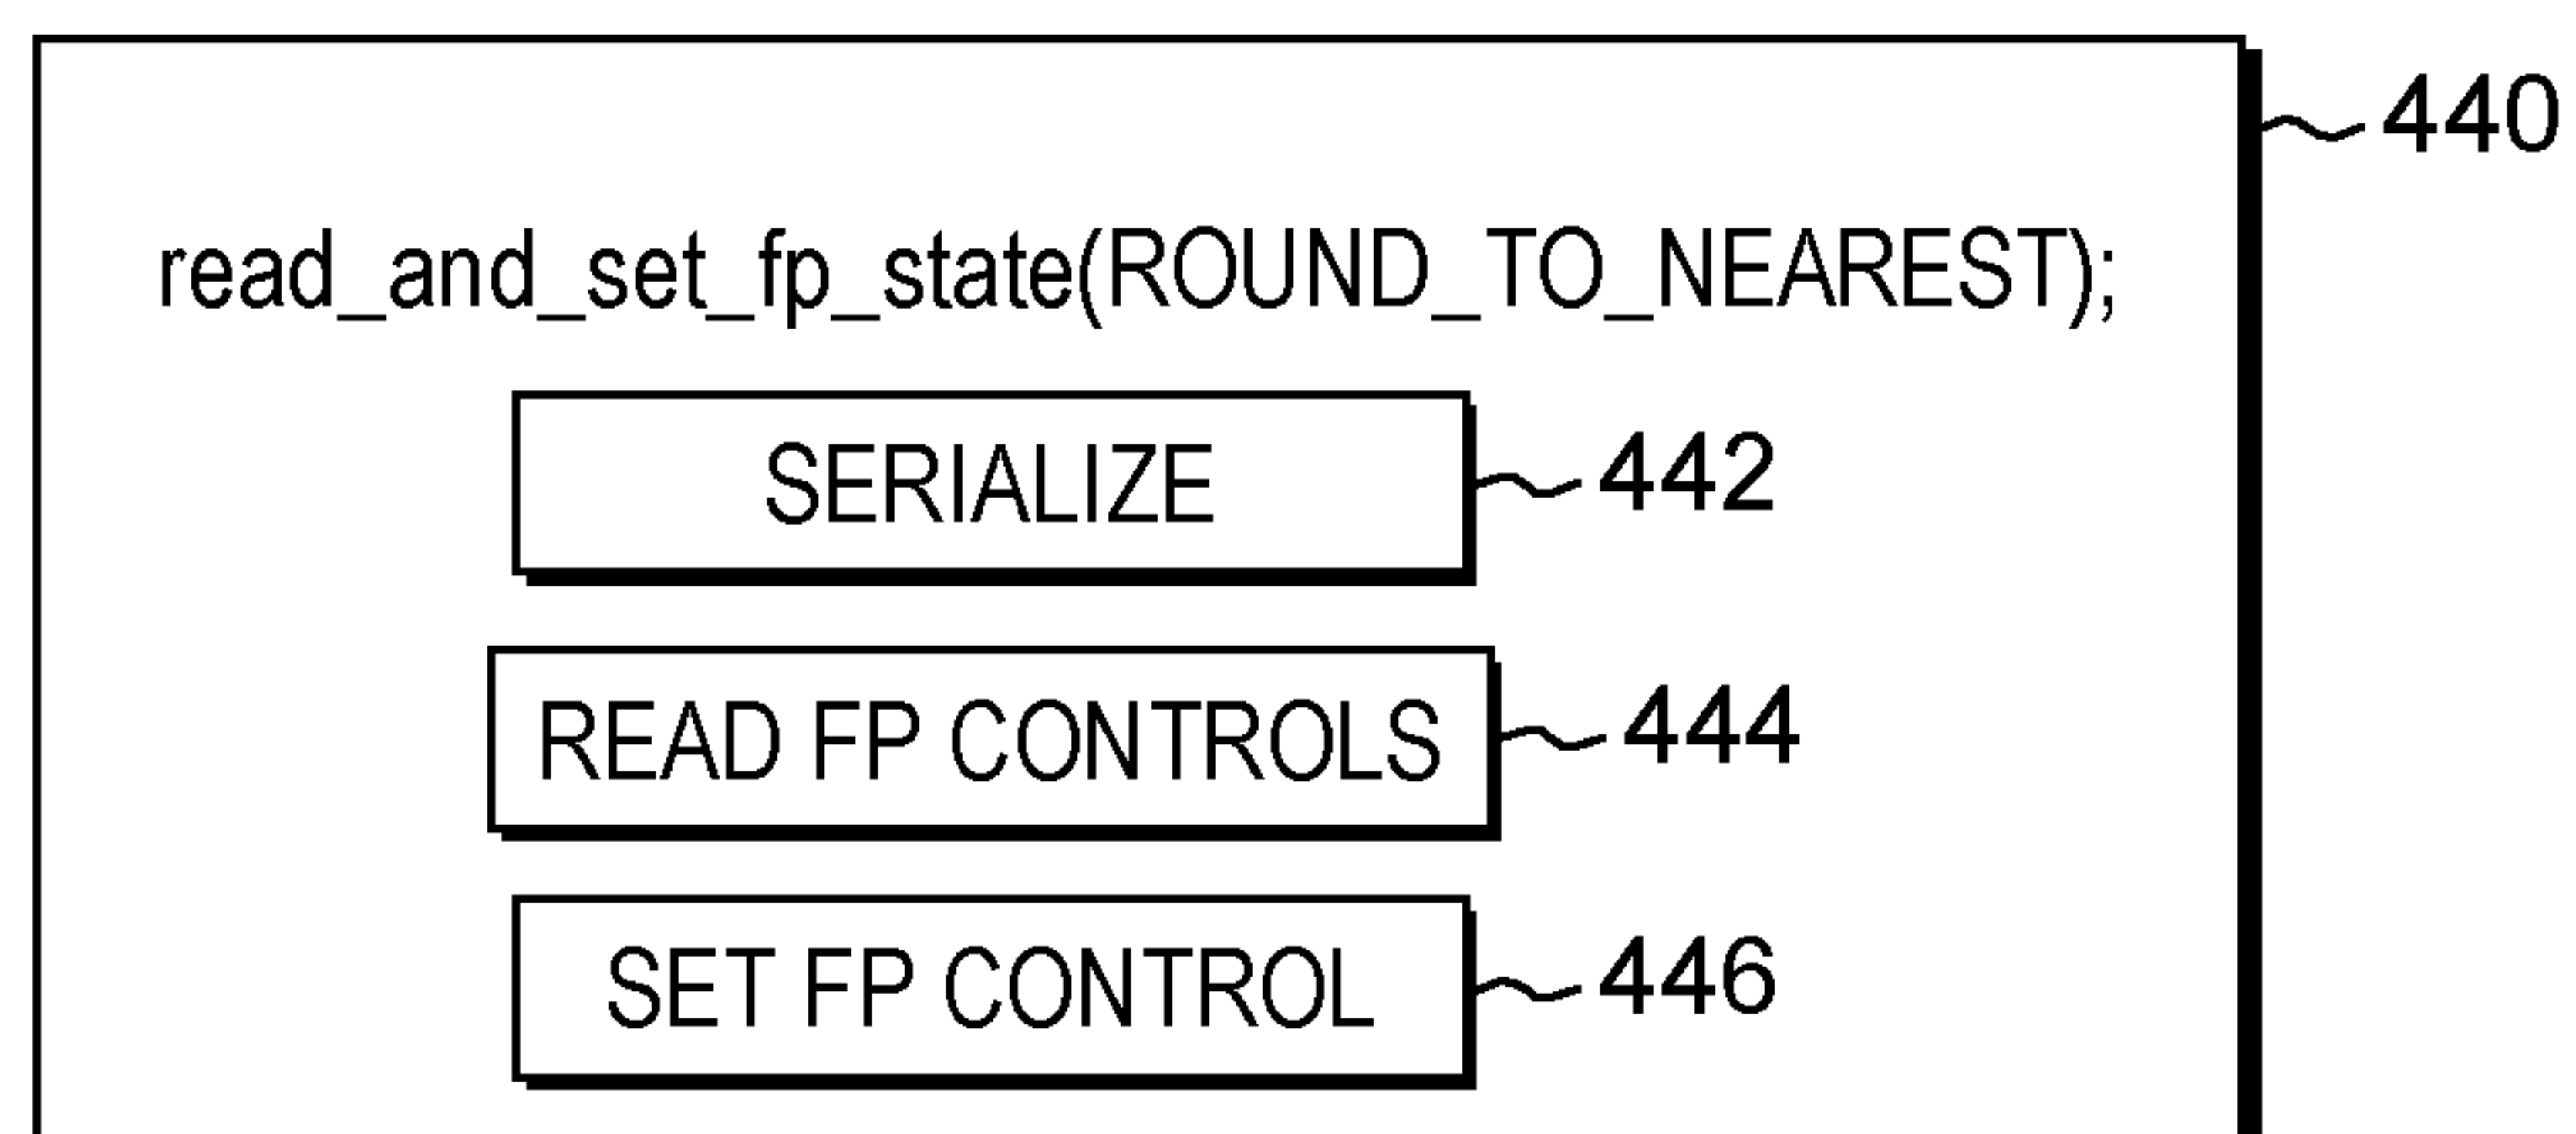 440
read_and_set_fp_state(ROUND_TO_NEAREST);
SERIALIZE 442
READ FP CONTROLS 444
SET FP CONTROL 446